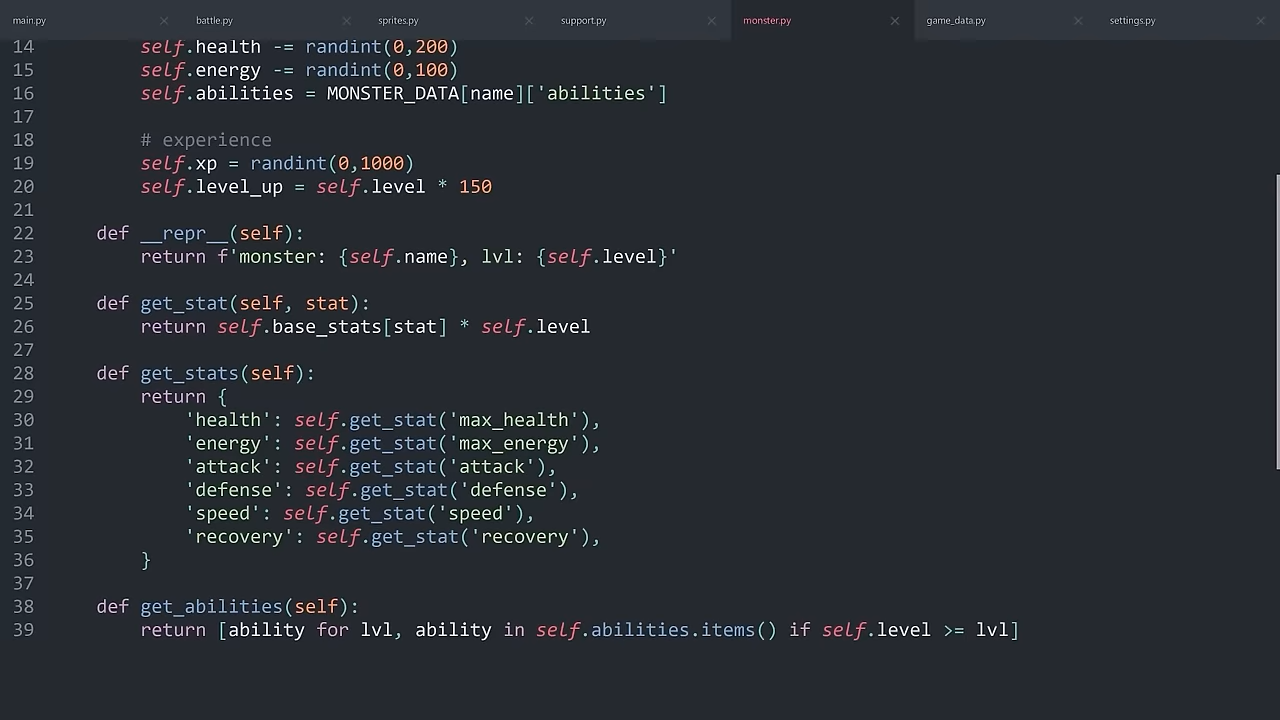 main.py × battle.py × sprites.py × support.py × monster.py × game_data.py × settings.py ×
14 self.health -= randint(0,200)
15 self.energy -= randint(0,100)
16 self.abilities = MONSTER_DATA[name]['abilities']
17
18 # experience
19 self.xp = randint(0,1000)
20 self.level_up = self.level * 150
21
22 def __repr__(self):
23 return f'monster: {self.name}, lvl: {self.level}'
24
25 def get_stat(self, stat):
26 return self.base_stats[stat] * self.level
27
28 def get_stats(self):
29 return {
30 'health': self.get_stat('max_health'),
31 'energy': self.get_stat('max_energy'),
32 'attack': self.get_stat('attack'),
33 'defense': self.get_stat('defense'),
34 'speed': self.get_stat('speed'),
35 'recovery': self.get_stat('recovery'),
36 }
37
38 def get_abilities(self):
39 return [ability for lvl, ability in self.abilities.items() if self.level >= lvl]